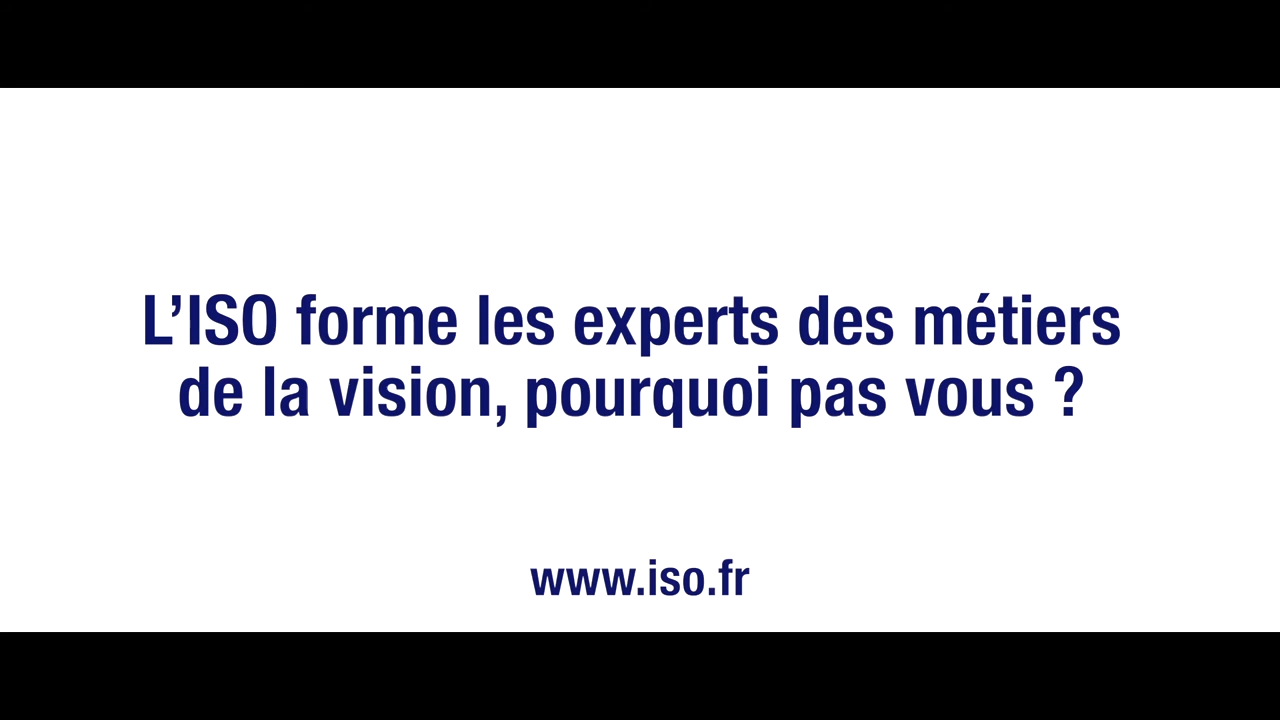 L’ISO forme les experts des métiers
de la vision, pourquoi pas vous ?
www.iso.fr